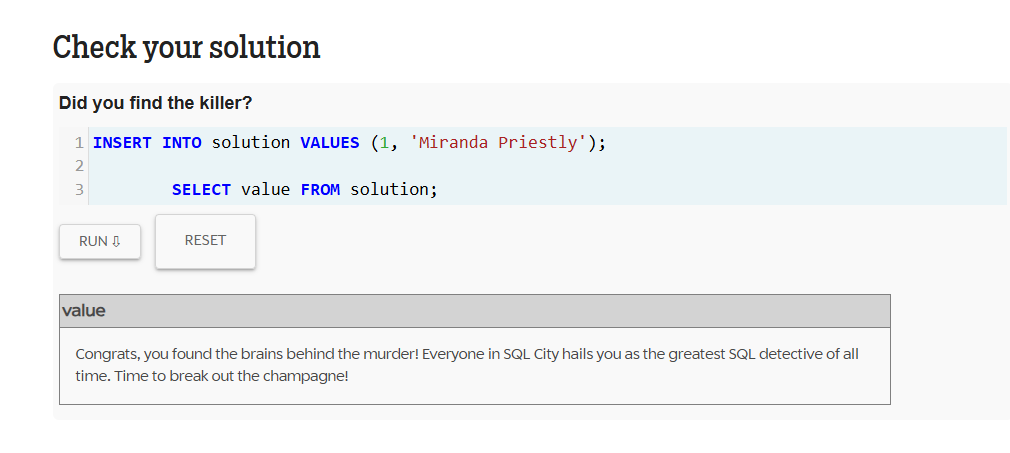 Check your solution
Did you find the killer?
1 INSERT INTO solution VALUES (1, 'Miranda Priestly');
2
3 SELECT value FROM solution;
RUN ⇩ RESET
value
Congrats, you found the brains behind the murder! Everyone in SQL City hails you as the greatest SQL detective of all
time. Time to break out the champagne!